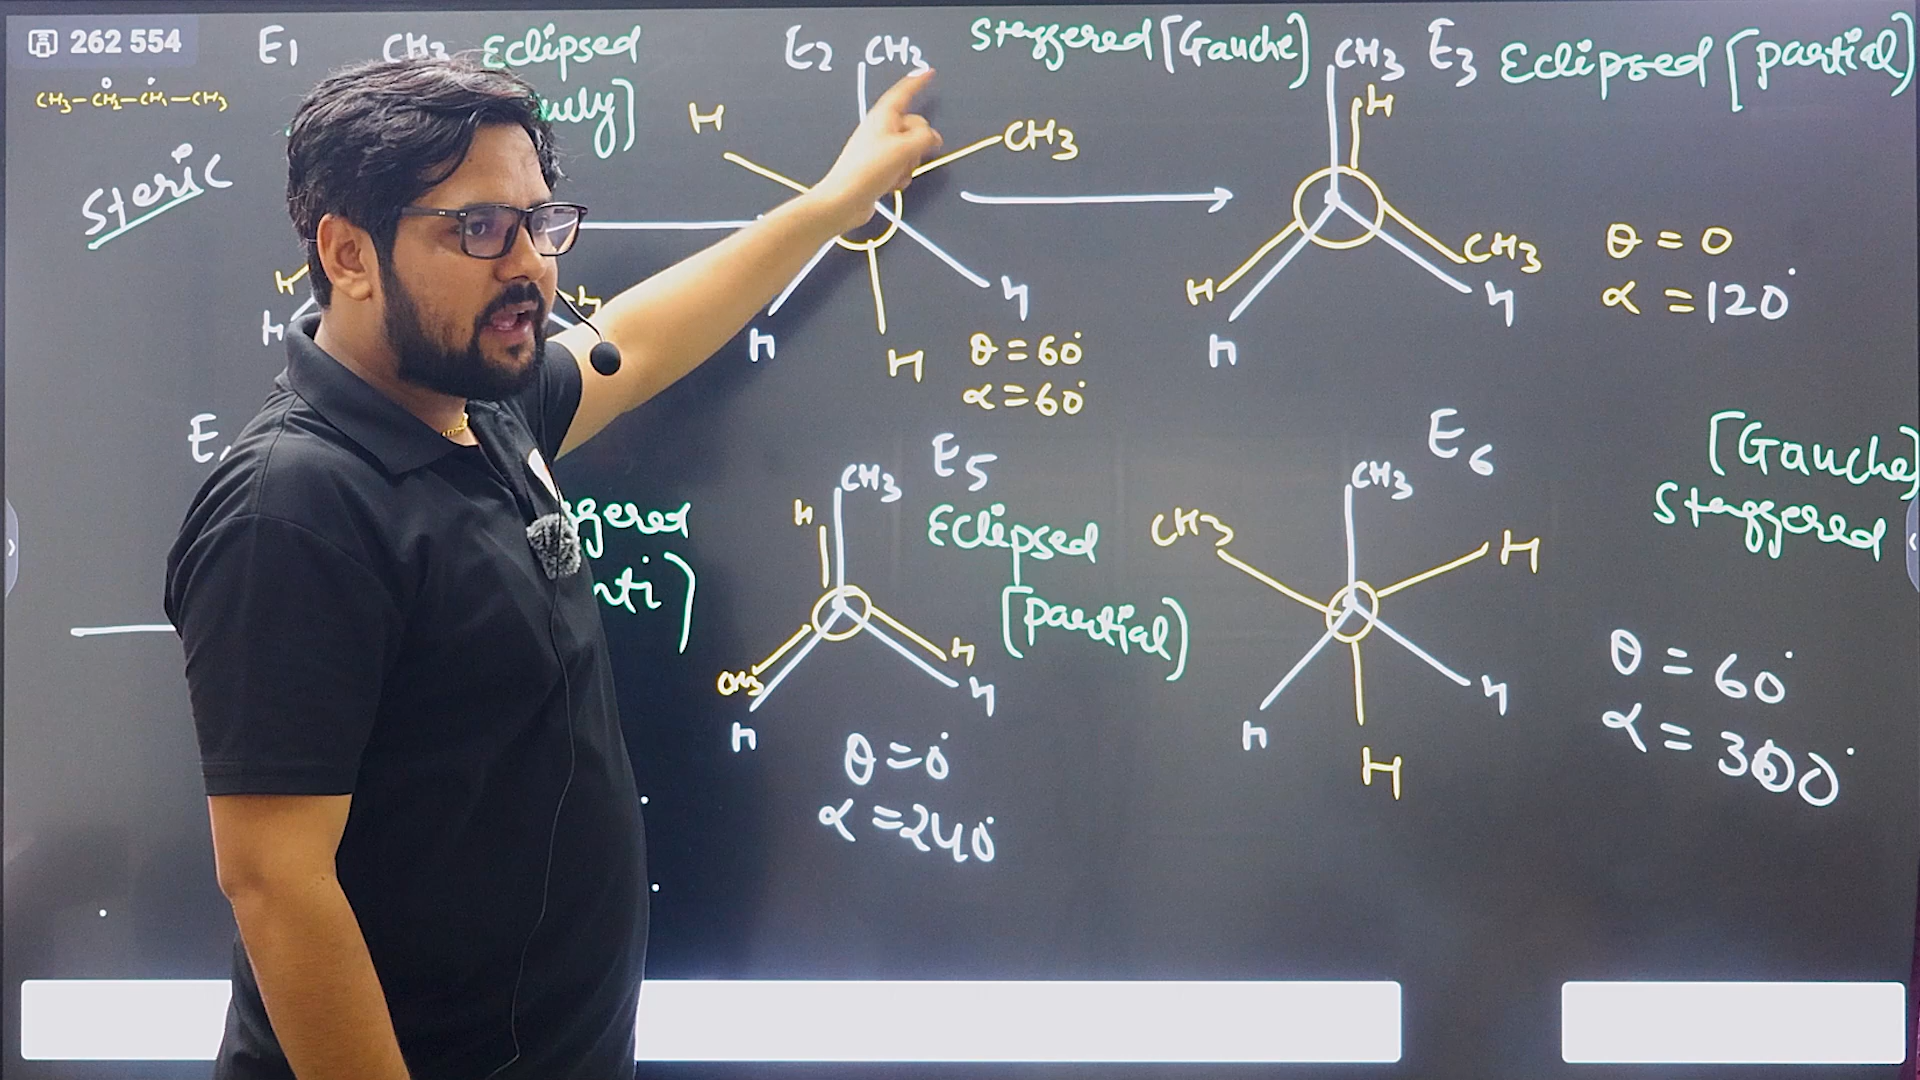 262 554
CH3-CH2-CH2-CH3
Steric
E1
CH3
Eclipsed
H
H
H
E2
CH3
Staggered [Gauche]
H
CH3
H
H
H
θ = 60°
α = 60°
CH3
E3
Eclipsed [partial]
H
H
CH3
H
H
θ = 0
α = 120°
E5
CH3
H
Eclipsed
[partial)
CH3
H
H
H
θ = 0°
α = 240°
E6
CH3
CH3
H
H
H
H
[Gauche]
Staggered
θ = 60°
α = 300°